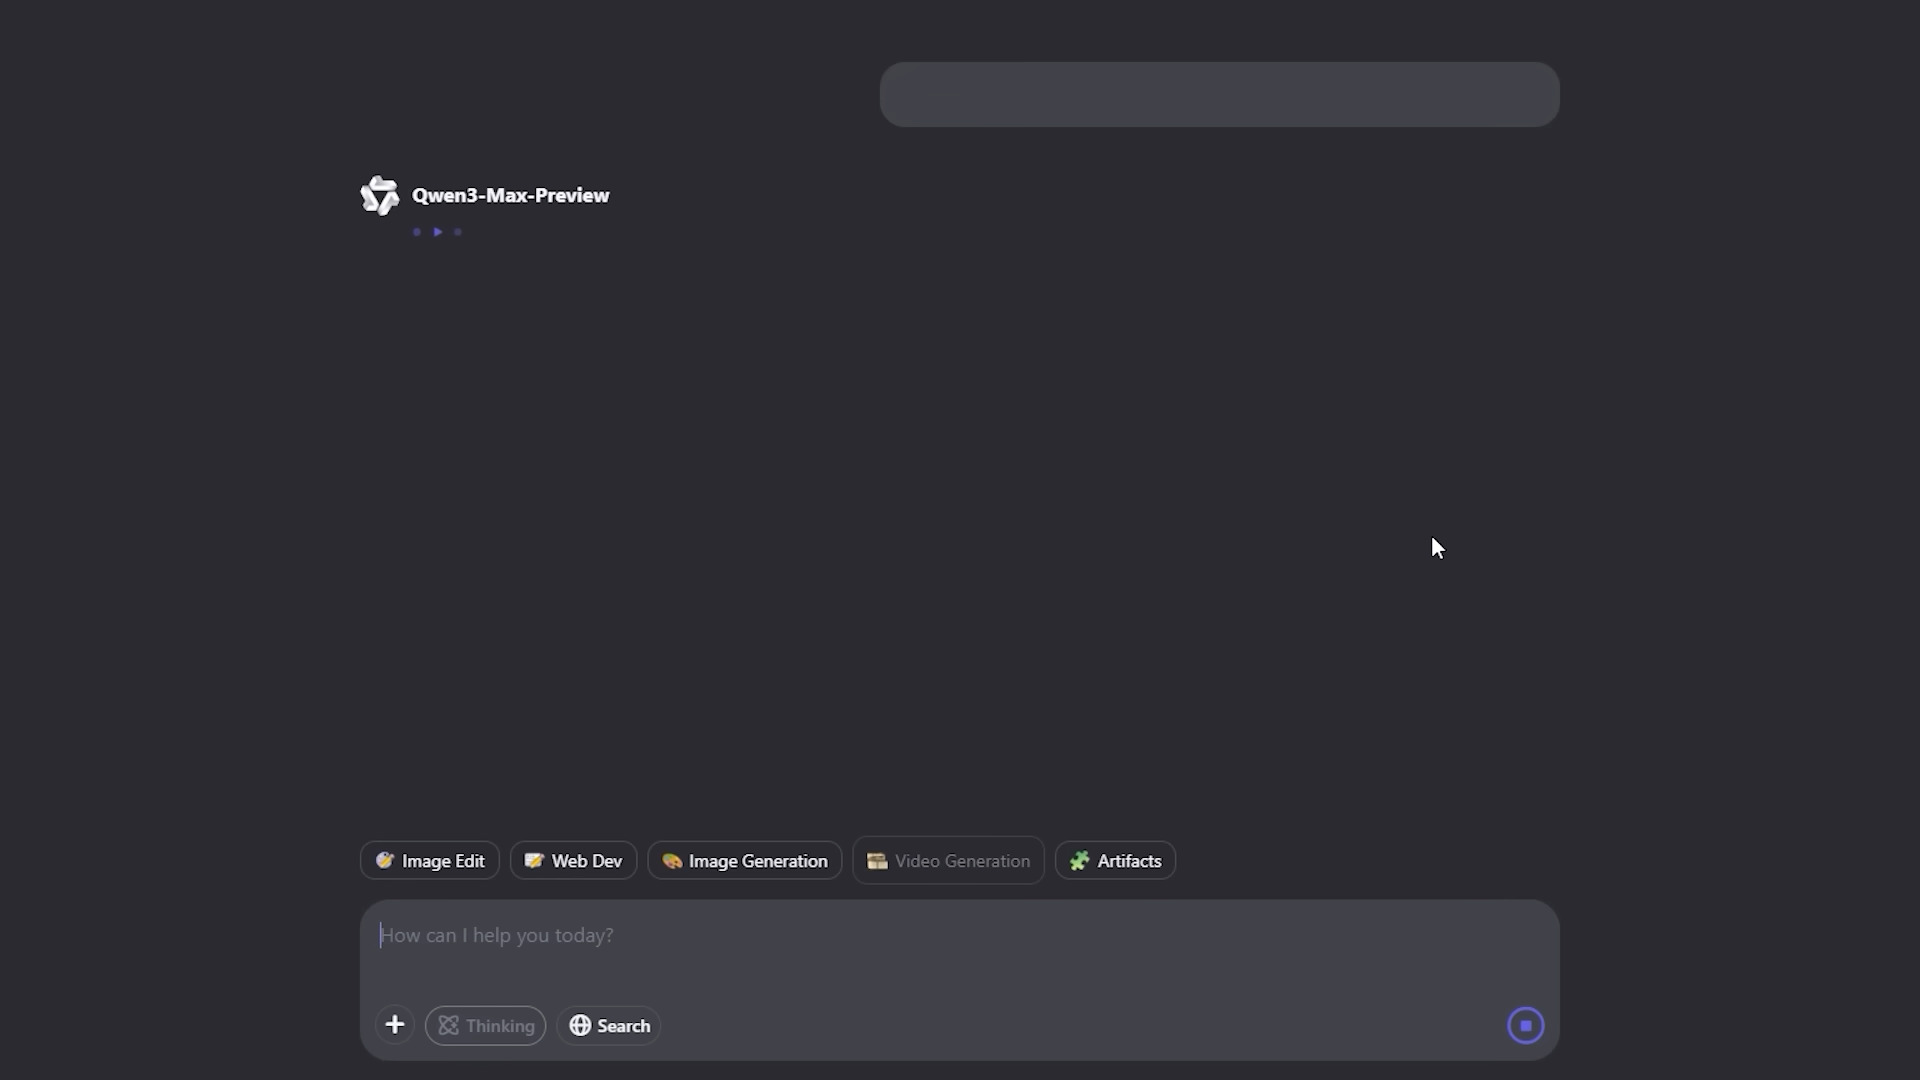 Qwen3-Max-Preview
Image Edit
Web Dev
Image Generation
Video Generation
Artifacts
How can I help you today?
Thinking
Search